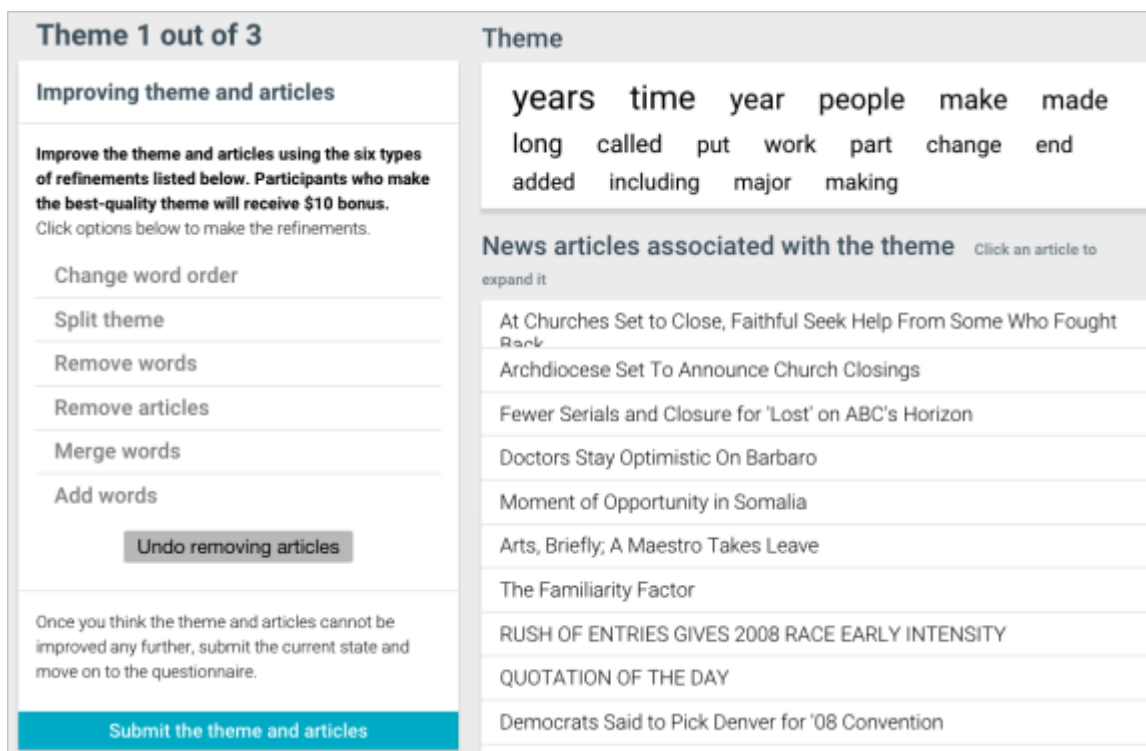 Theme 1 out of 3
Improving theme and articles
Improve the theme and articles using the six types
of refinements listed below. Participants who make
the best-quality theme will receive $10 bonus.
Click options below to make the refinements.
Change word order
Split theme
Remove words
Remove articles
Merge words
Add words
Undo removing articles
Once you think the theme and articles cannot be
improved any further, submit the current state and
move on to the questionnaire.
Submit the theme and articles
Theme
years time year people make made
long called put work part change end
added including major making
News articles associated with the theme Click an article to
expand it
At Churches Set to Close, Faithful Seek Help From Some Who Fought
Back
Archdiocese Set To Announce Church Closings
Fewer Serials and Closure for 'Lost' on ABC's Horizon
Doctors Stay Optimistic On Barbaro
Moment of Opportunity in Somalia
Arts, Briefly; A Maestro Takes Leave
The Familiarity Factor
RUSH OF ENTRIES GIVES 2008 RACE EARLY INTENSITY
QUOTATION OF THE DAY
Democrats Said to Pick Denver for '08 Convention